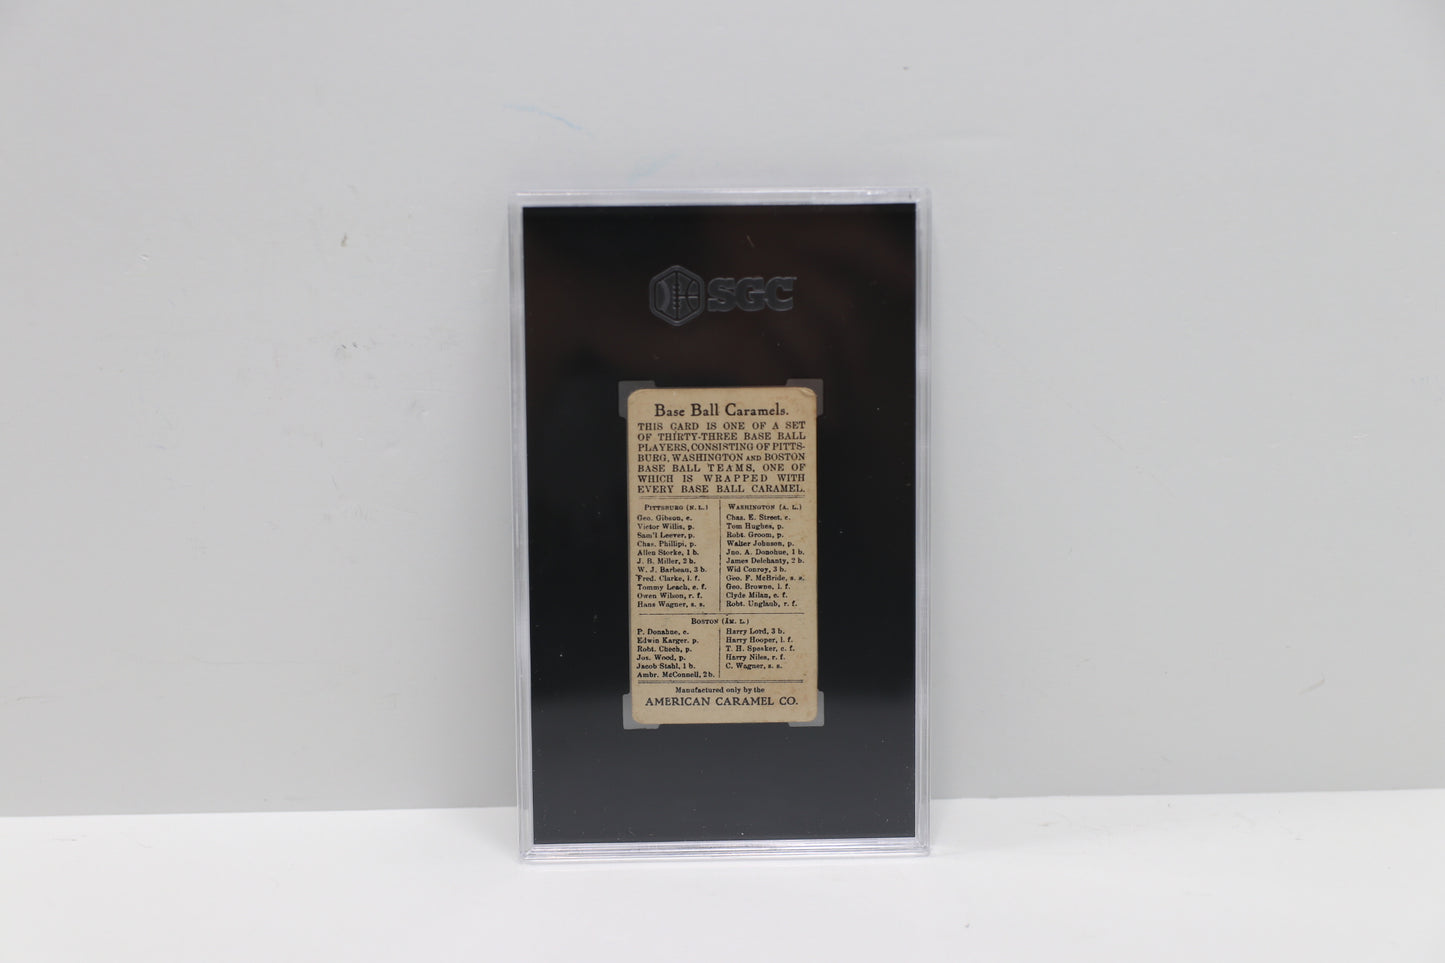 SGC
Base Ball Caramels.
THIS CARD IS ONE OF A SET
OF THIRTY-THREE BASE BALL
PLAYERS, CONSISTING OF PITTS-
BURG, WASHINGTON AND BOSTON
BASE BALL TEAMS, ONE OF
WHICH IS WRAPPED WITH
EVERY BASE BALL CARAMEL.
PITTSBURG (N. L.)
Geo. Gibson, c.
Victor Willis, p.
Sam'l Leever, p.
Chas. Phillipi, p.
Allen Storke, 1 b.
J. B. Miller, 2 b.
W. J. Barbeau, 3 b.
Fred. Clarke, l. f.
Tommy Leach, c. f.
Owen Wilson, r. f.
Hans Wagner, s. s.
WASHINGTON (A. L.)
Chas. E. Street, c.
Tom Hughes, p.
Robt. Groom, p.
Walter Johnson, p.
Jno. A. Donohue, 1 b.
James Delehanty, 2 b.
Wid Conroy, 3 b.
Geo. F. McBride, s. s.
Geo. Browne, l. f.
Clyde Milan, c. f.
Robt. Unglaub, r. f.
BOSTON (AM. L.)
P. Donahue, c.
Edwin Karger, p.
Robt. Chech, p.
Jos. Wood, p.
Jacob Stahl, 1 b.
Ambr. McConnell, 2 b.
Harry Lord, 3 b.
Harry Hooper, l. f.
T. H. Speaker, c. f.
Harry Niles, r. f.
C. Wagner, s. s.
Manufactured only by the
AMERICAN CARAMEL CO.